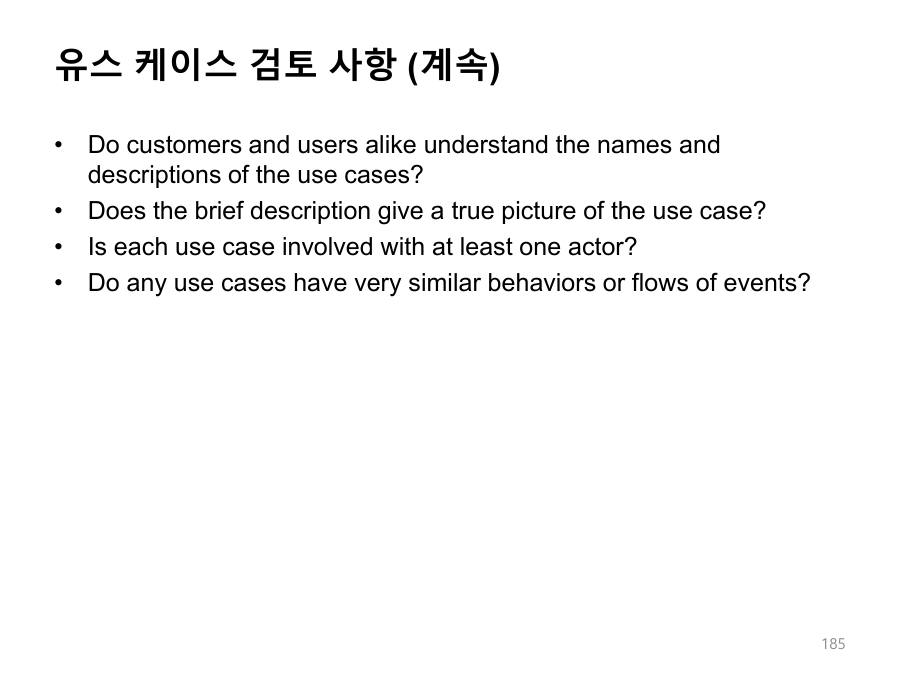 유스 케이스 검토 사항 (계속)
• Do customers and users alike understand the names and
descriptions of the use cases?
• Does the brief description give a true picture of the use case?
• Is each use case involved with at least one actor?
• Do any use cases have very similar behaviors or flows of events?
185